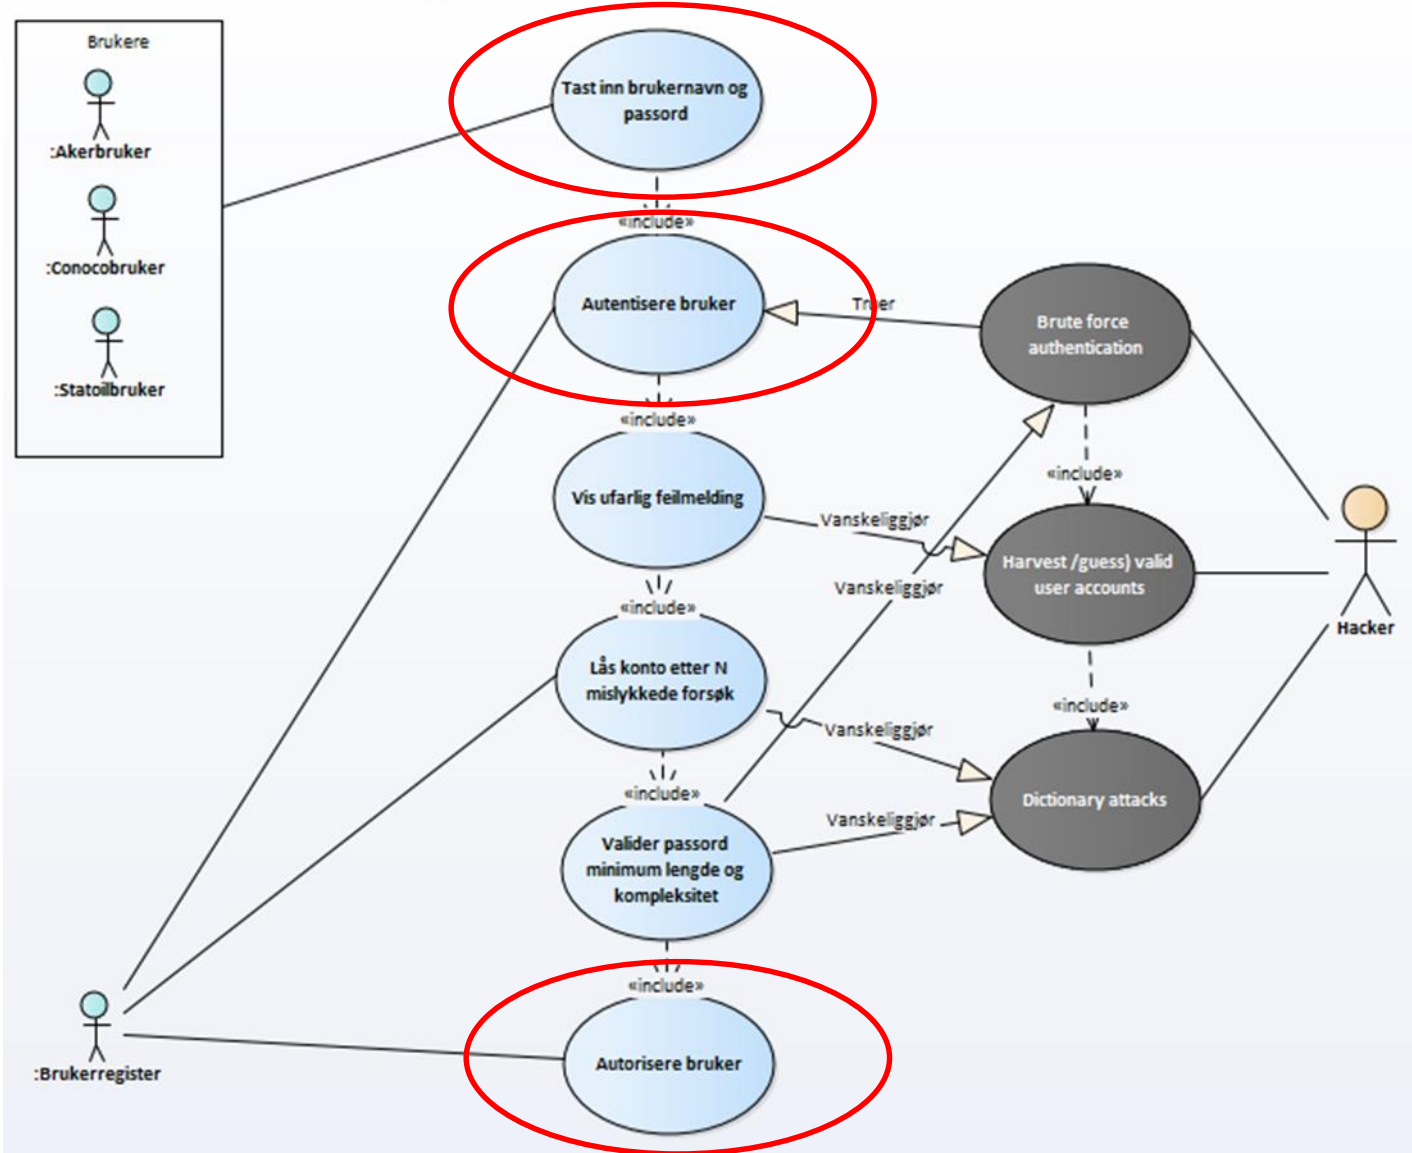 Brukere
:Akerbruker
:Conocobruker
:Statoilbruker
Tast inn brukernavn og
passord
«include»
Autentisere bruker
Truer
Brute force
authentication
«include»
«include»
Vis ufarlig feilmelding
Vanskeliggjør
Harvest /guess) valid
user accounts
Vanskeliggjør
Hacker
«include»
Lås konto etter N
mislykkede forsøk
«include»
Vanskeliggjør
«include»
Dictionary attacks
Vanskeliggjør
Valider passord
minimum lengde og
kompleksitet
«include»
Autorisere bruker
:Brukerregister